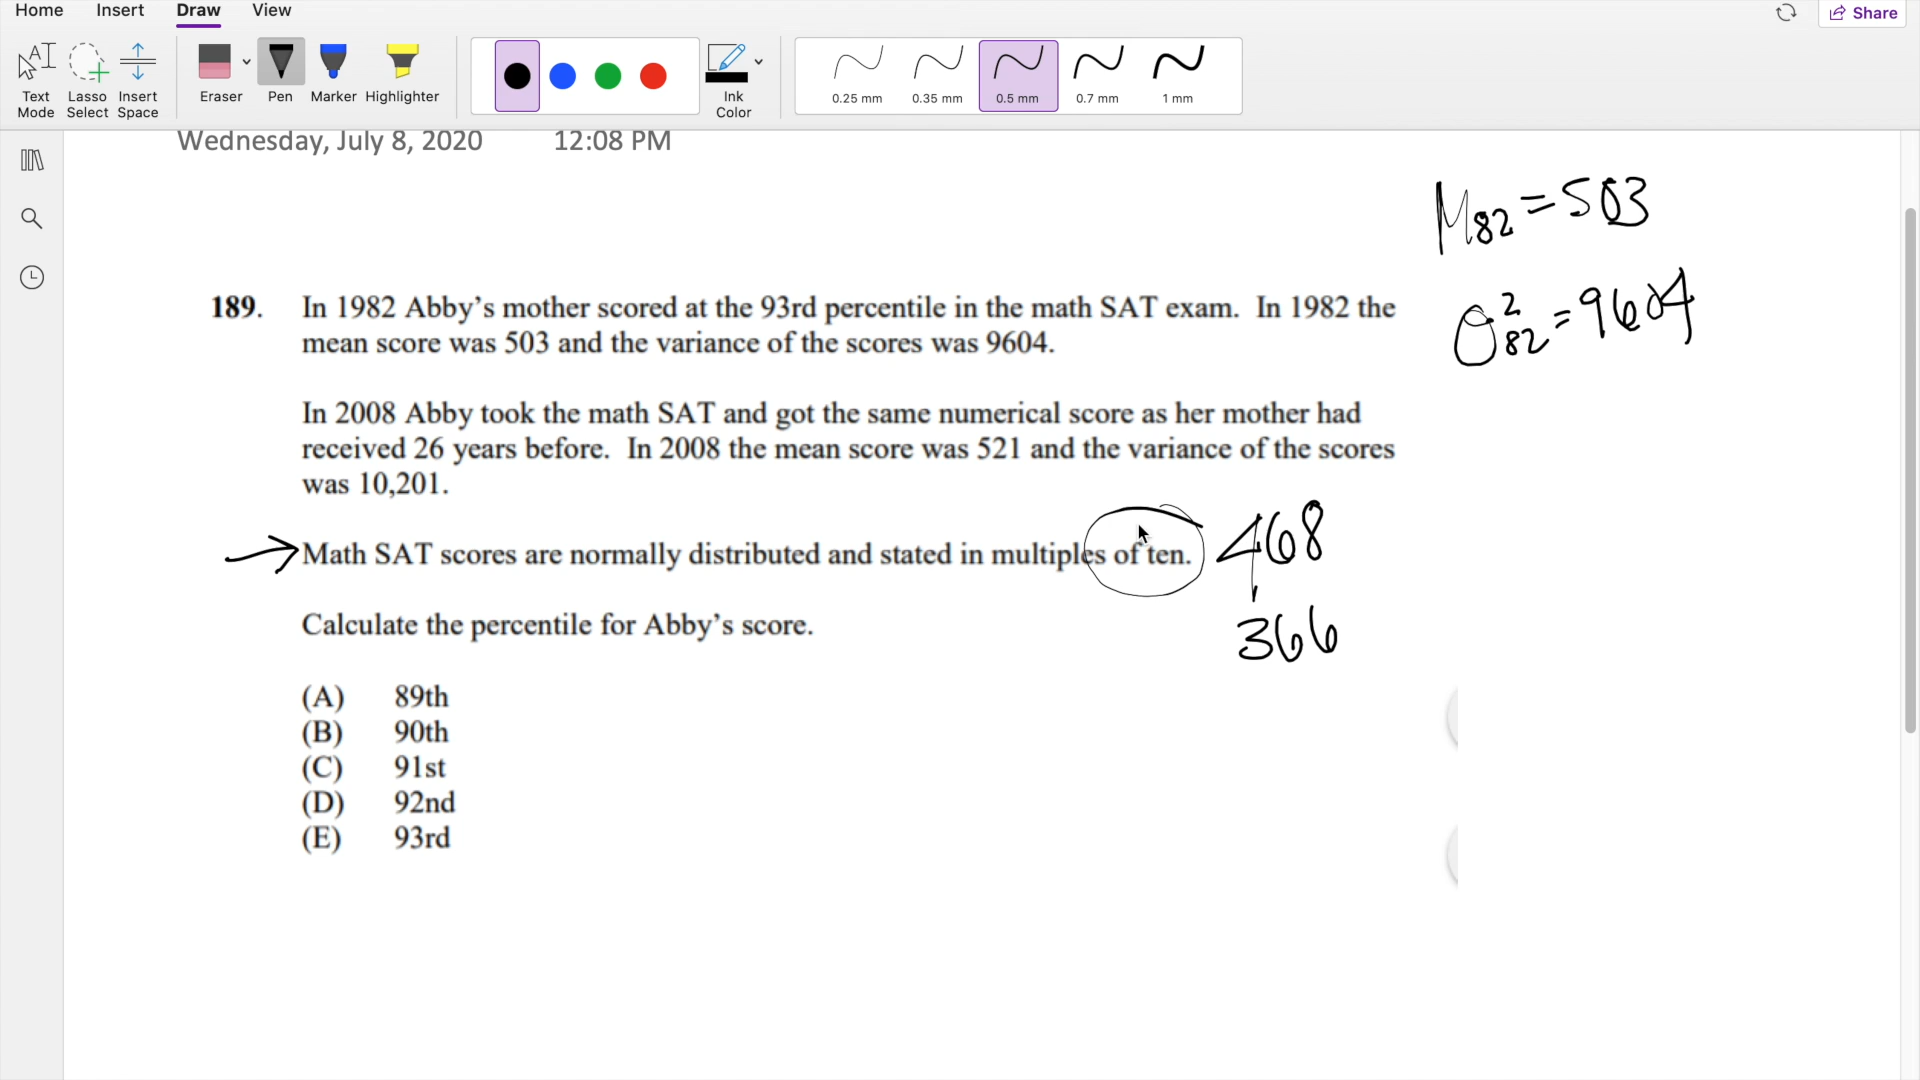 Home Insert Draw View
Share
Text Mode
Lasso Select
Insert Space
Eraser
Pen
Marker
Highlighter
Ink Color
0.25 mm
0.35 mm
0.5 mm
0.7 mm
1 mm
Wednesday, July 8, 2020 12:08 PM
M82 = 503
σ²82 = 9604
189. In 1982 Abby’s mother scored at the 93rd percentile in the math SAT exam. In 1982 the
mean score was 503 and the variance of the scores was 9604.
In 2008 Abby took the math SAT and got the same numerical score as her mother had
received 26 years before. In 2008 the mean score was 521 and the variance of the scores
was 10,201.
Math SAT scores are normally distributed and stated in multiples of ten. 468
366
Calculate the percentile for Abby’s score.
(A) 89th
(B) 90th
(C) 91st
(D) 92nd
(E) 93rd